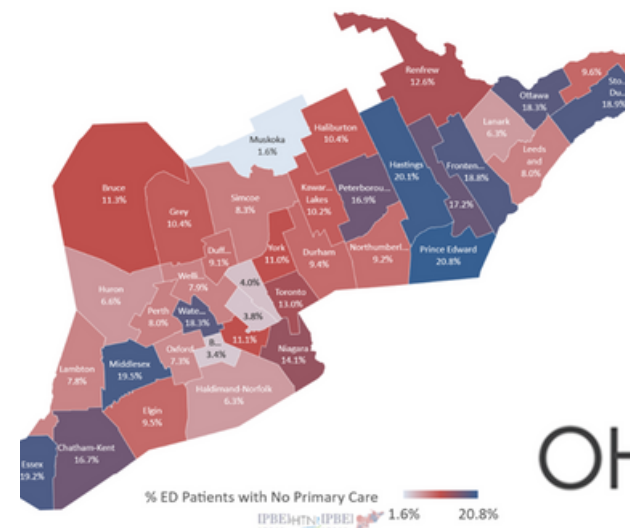 Renfrew
12.6%
9.6%
Sto...
Du...
18.9%
Ottawa
18.3%
Lanark
6.3%
Leeds
and
8.0%
Muskoka
1.6%
Haliburton
10.4%
Hastings
20.1%
Fronten...
18.8%
17.2%
Bruce
11.3%
Grey
10.4%
Simcoe
8.3%
Kawar...
Lakes
10.2%
Peterborou...
16.9%
Prince Edward
20.8%
Northumberl...
9.2%
Durham
9.4%
York
11.0%
Duff...
9.1%
Huron
6.6%
Welli...
7.9%
4.0%
Toronto
13.0%
3.8%
Perth
8.0%
Wate...
18.3%
11.1%
Niagara
14.1%
B...
3.4%
Oxford
7.3%
Lambton
7.8%
Middlesex
19.5%
Haldimand-Norfolk
6.3%
Elgin
9.5%
Chatham-Kent
16.7%
Essex
19.2%
OH
% ED Patients with No Primary Care
1.6% 20.8%